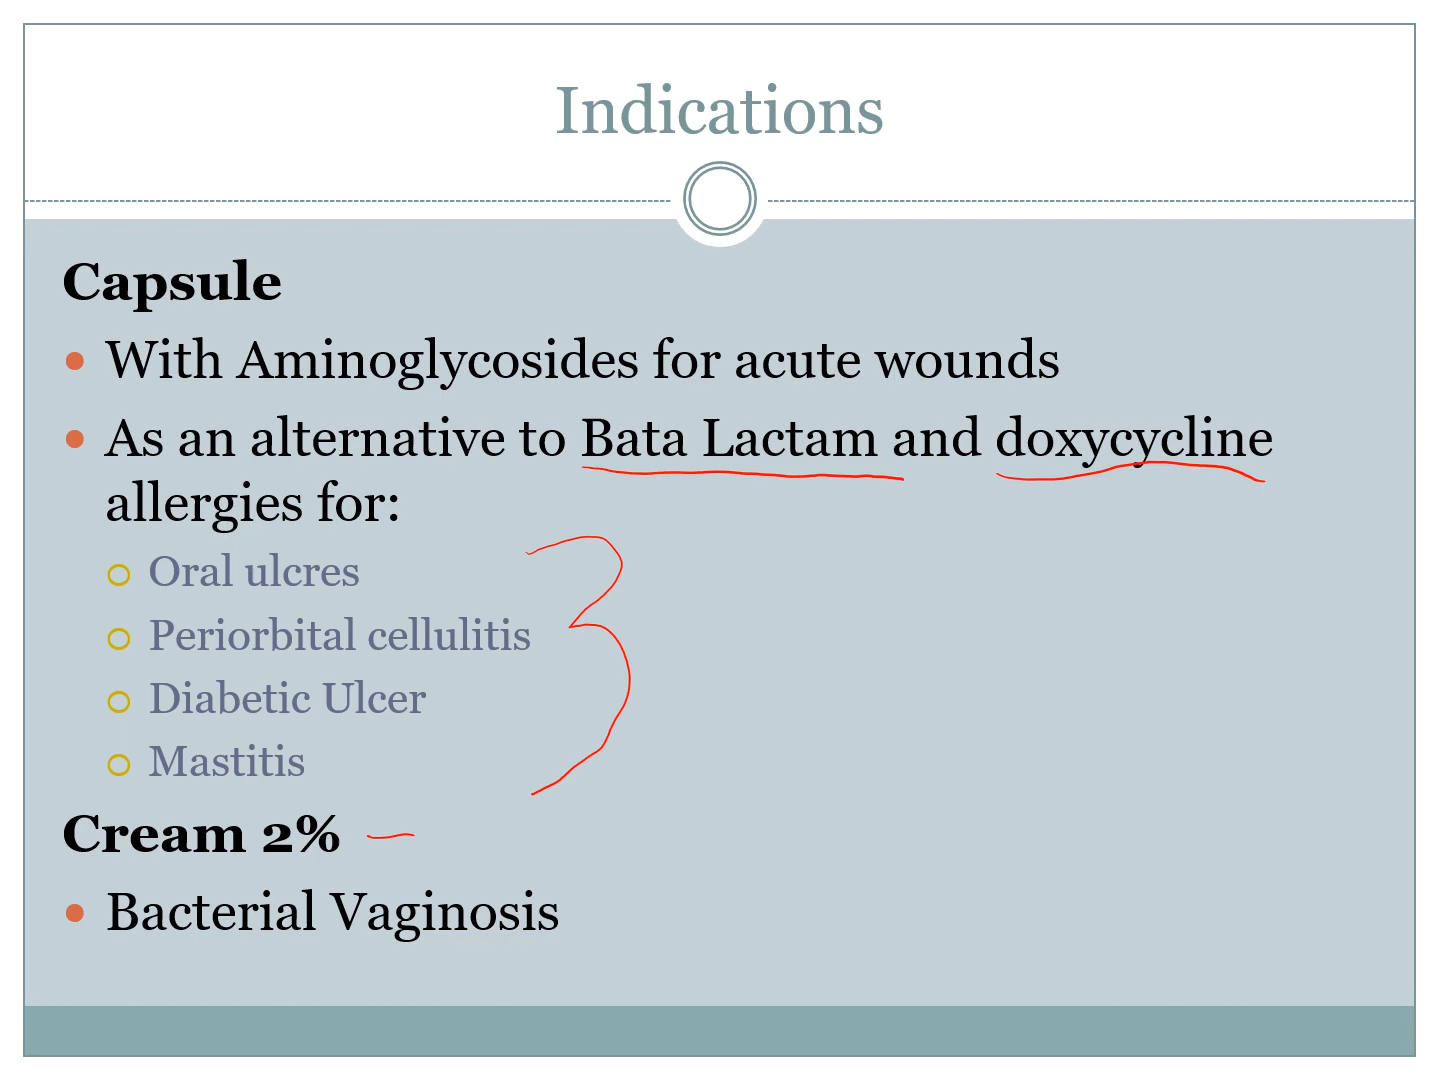 Indications
Capsule
With Aminoglycosides for acute wounds
As an alternative to Bata Lactam and doxycycline
allergies for:
Oral ulcres
Periorbital cellulitis
Diabetic Ulcer
Mastitis
Cream 2%
Bacterial Vaginosis